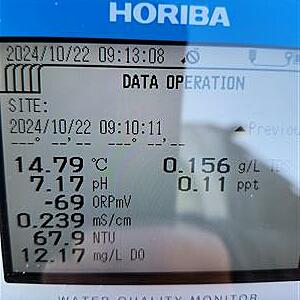 HORIBA
2024/10/22 09:13:08
DATA OPERATION
SITE:
2024/10/22 09:10:11
Previou
---° --'.-- ---° --'.--
14.79 °C 0.156 g/L TDS
7.17 pH 0.11 ppt
-69 ORPmV
0.239 mS/cm
67.9 NTU
12.17 mg/L DO
WATER QUALITY MONITOR